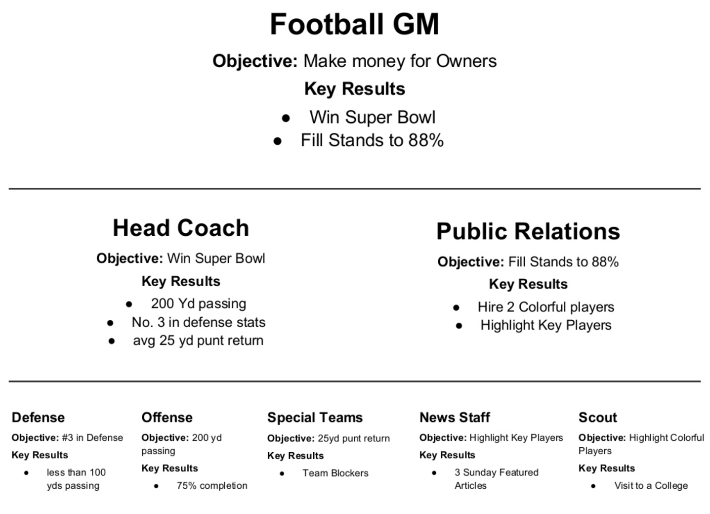 Football GM
Objective: Make money for Owners
Key Results
● Win Super Bowl
● Fill Stands to 88%
Head Coach
Objective: Win Super Bowl
Key Results
● 200 Yd passing
● No. 3 in defense stats
● avg 25 yd punt return
Public Relations
Objective: Fill Stands to 88%
Key Results
● Hire 2 Colorful players
● Highlight Key Players
Defense
Objective: #3 in Defense
Key Results
● less than 100
yds passing
Offense
Objective: 200 yd
passing
Key Results
● 75% completion
Special Teams
Objective: 25yd punt return
Key Results
● Team Blockers
News Staff
Objective: Highlight Key Players
Key Results
● 3 Sunday Featured
Articles
Scout
Objective: Highlight Colorful
Players
Key Results
● Visit to a College